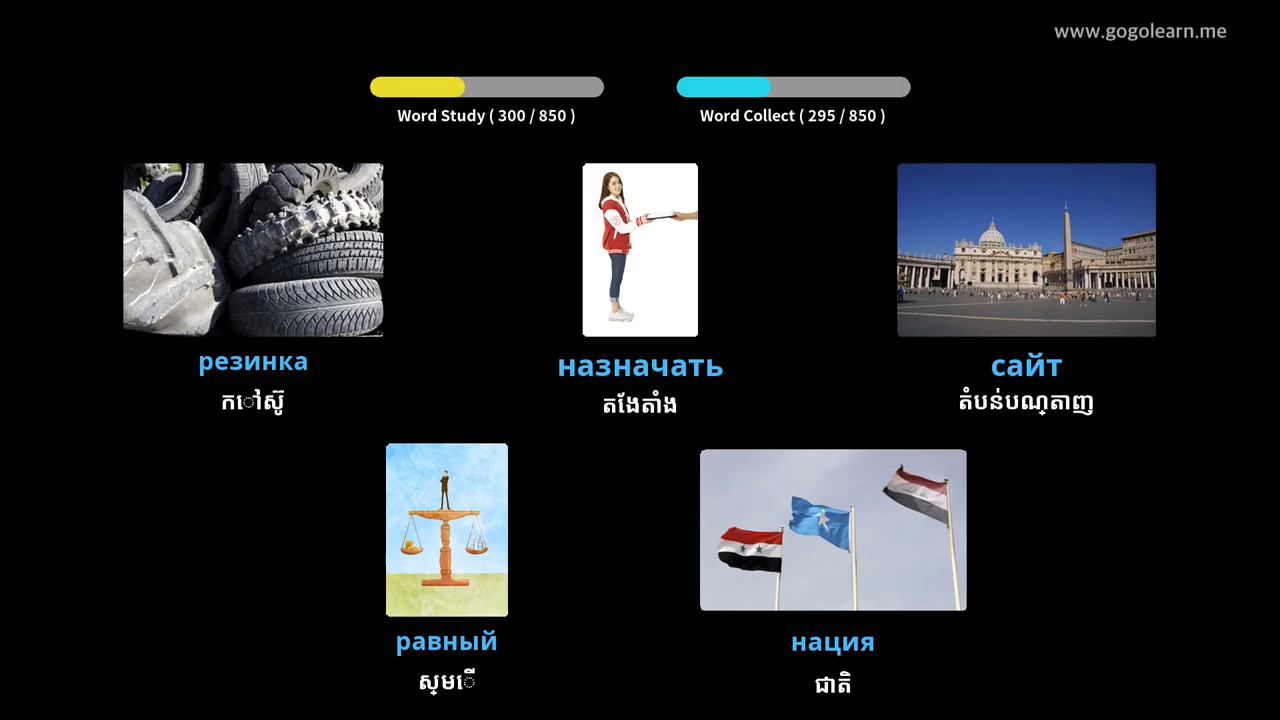 www.gogolearn.me
Word Study ( 300 / 850 )
Word Collect ( 295 / 850 )
резинка
កៅស៊ូ
назначать
តែងតាំង
сайт
តំបន់បណ្តាញ
равный
ស្មើ
нация
ជាតិ